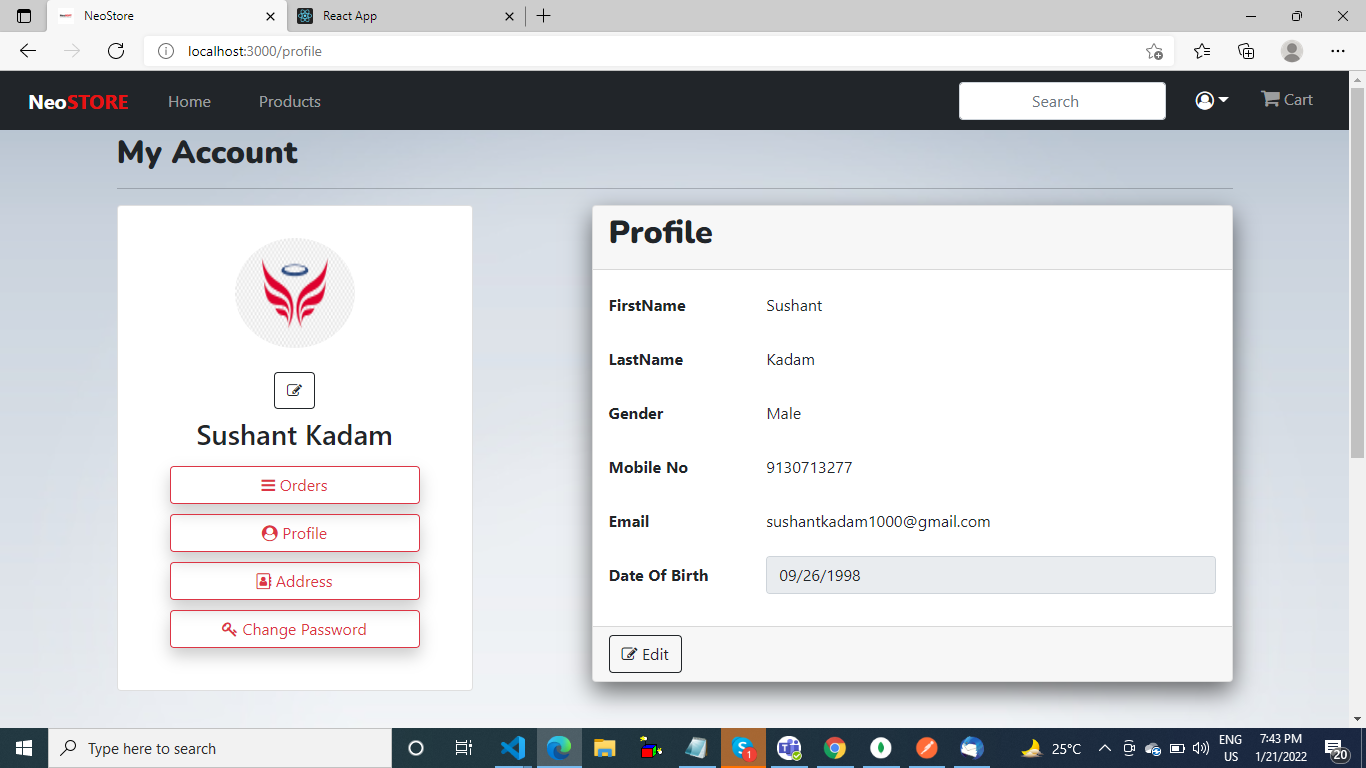 NeoStore
React App
localhost:3000/profile
NeoSTORE Home Products Search Cart
My Account
Sushant Kadam
Orders
Profile
Address
Change Password
Profile
FirstName Sushant
LastName Kadam
Gender Male
Mobile No 9130713277
Email sushantkadam1000@gmail.com
Date Of Birth 09/26/1998
Edit
Type here to search
1
25°C
ENG
US
7:43 PM
1/21/2022
20